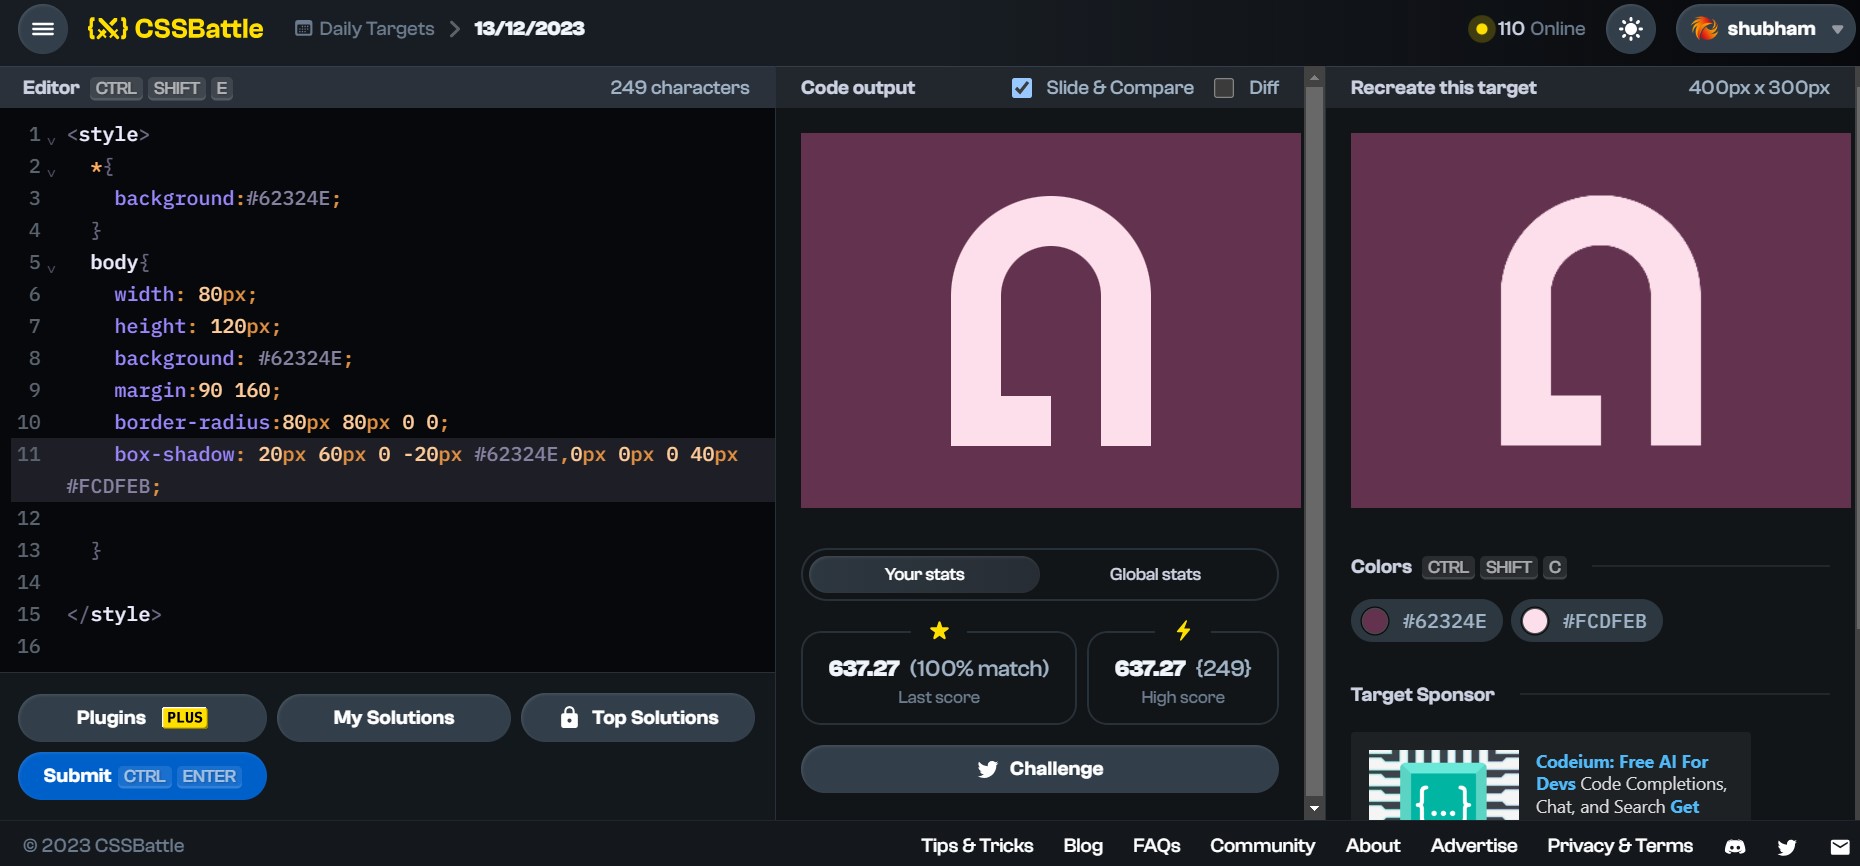 {X} CSSBattle
Daily Targets > 13/12/2023
110 Online
shubham
Editor CTRL SHIFT E
249 characters
1 <style>
2 *{
3 background:#62324E;
4 }
5 body{
6 width: 80px;
7 height: 120px;
8 background: #62324E;
9 margin:90 160;
10 border-radius:80px 80px 0 0;
11 box-shadow: 20px 60px 0 -20px #62324E,0px 0px 0 40px
#FCDFEB;
12
13 }
14
15 </style>
16
Plugins PLUS
My Solutions
Top Solutions
Submit CTRL ENTER
Code output
Slide & Compare
Diff
Your stats
Global stats
637.27 (100% match)
Last score
637.27 {249}
High score
Challenge
Recreate this target
400px x 300px
Colors CTRL SHIFT C
#62324E
#FCDFEB
Target Sponsor
{...}
Codeium: Free AI For
Devs Code Completions,
Chat, and Search Get
© 2023 CSSBattle
Tips & Tricks
Blog
FAQs
Community
About
Advertise
Privacy & Terms